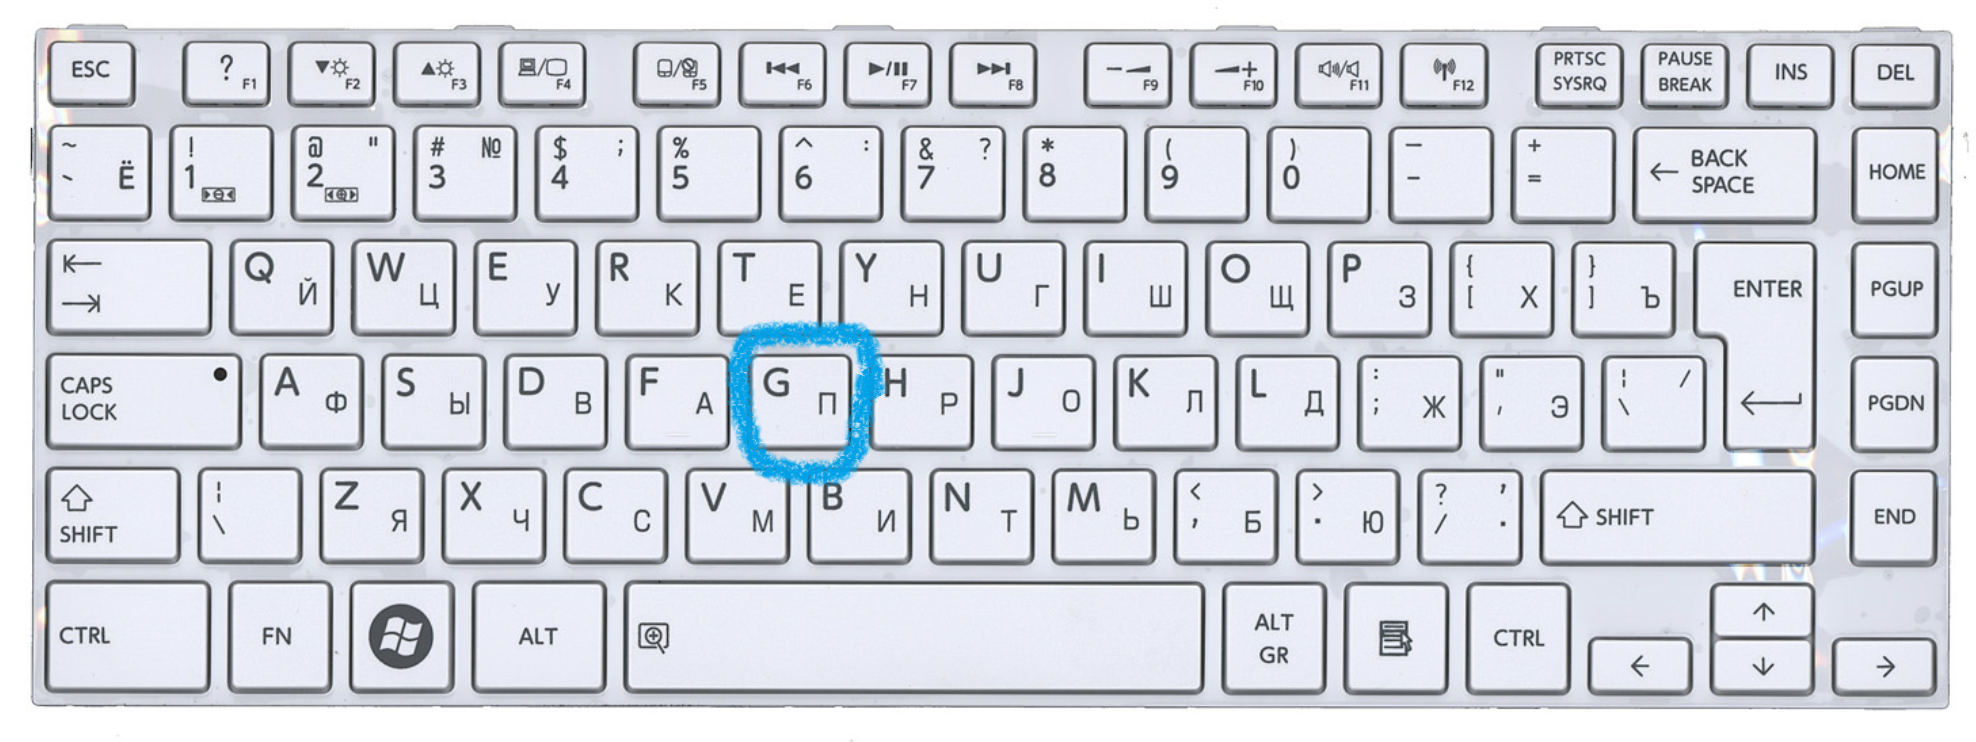 ESC ? F1 F2 F3 F4 F5 F6 F7 F8 F9 F10 F11 F12 PRTSC SYSRQ PAUSE BREAK INS DEL
~ ` Ё ! 1 @ " 2 # № 3 $ ; 4 % 5 ^ : 6 & ? 7 * 8 ( 9 ) 0 — - + = ← BACK SPACE HOME
Q Й W Ц E У R К T Е Y Н U Г I Ш O Щ P З { [ Х } ] Ъ ENTER PGUP
CAPS LOCK A Ф S Ы D В F А G П H Р J О K Л L Д : ; Ж " ' Э ¦ / \ PGDN
SHIFT ¦ \ Z Я X Ч C С V М B И N Т M Ь < , Б > . Ю ? , / . SHIFT END
CTRL FN ALT ALT GR CTRL ← ↑ ↓ →